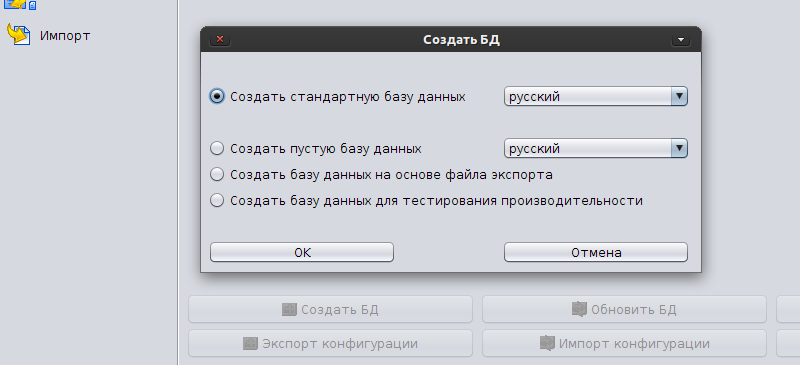 Импорт
Создать БД
Создать стандартную базу данных
русский
Создать пустую базу данных
русский
Создать базу данных на основе файла экспорта
Создать базу данных для тестирования производительности
OK
Отмена
Создать БД
Обновить БД
Экспорт конфигурации
Импорт конфигурации